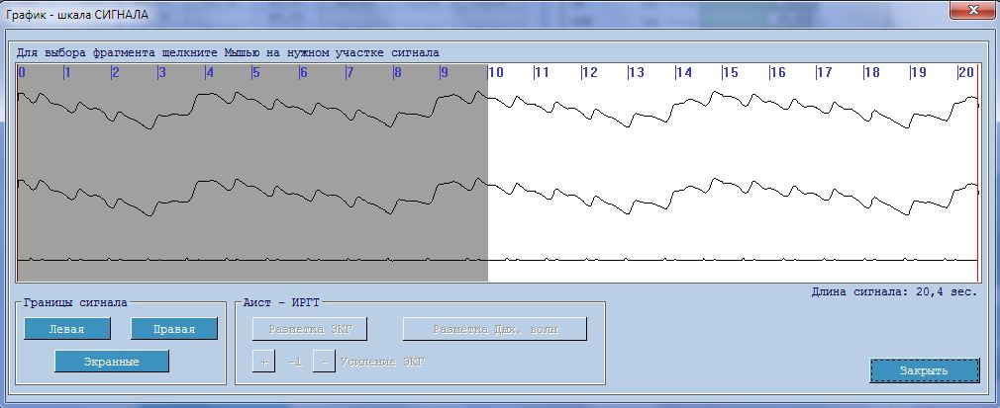 График - шкала СИГНАЛА
Для выбора фрагмента щелкните Мышью на нужном участке сигнала
0 1 2 3 4 5 6 7 8 9 10 11 12 13 14 15 16 17 18 19 20
Длина сигнала: 20,4 sec.
Границы сигнала
Левая Правая
Экранные
Аист - ИРГТ
Разметка ЭКГ Разметка Дых. волн
+ -1 - Усиление ЭКГ
Закрыть